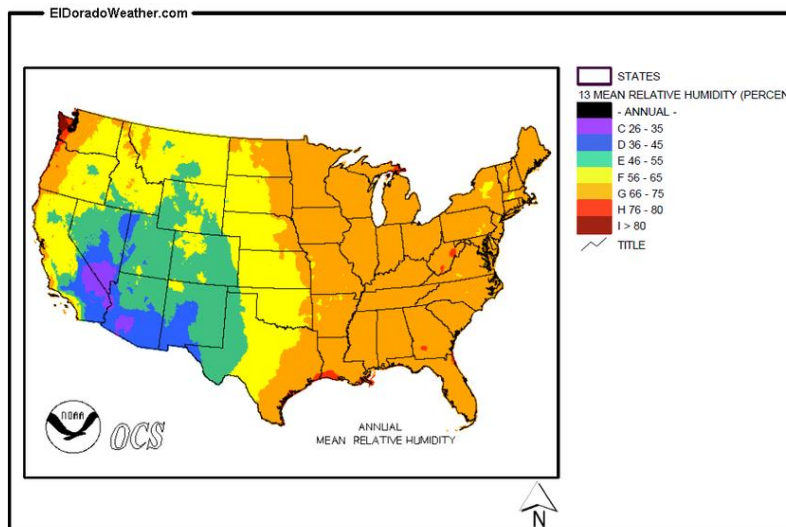 ElDoradoWeather.com
STATES
13 MEAN RELATIVE HUMIDITY (PERCEN
- ANNUAL -
C 26 - 35
D 36 - 45
E 46 - 55
F 56 - 65
G 66 - 75
H 76 - 80
I > 80
TITLE
NOAA
OCS
ANNUAL
MEAN RELATIVE HUMIDITY
N